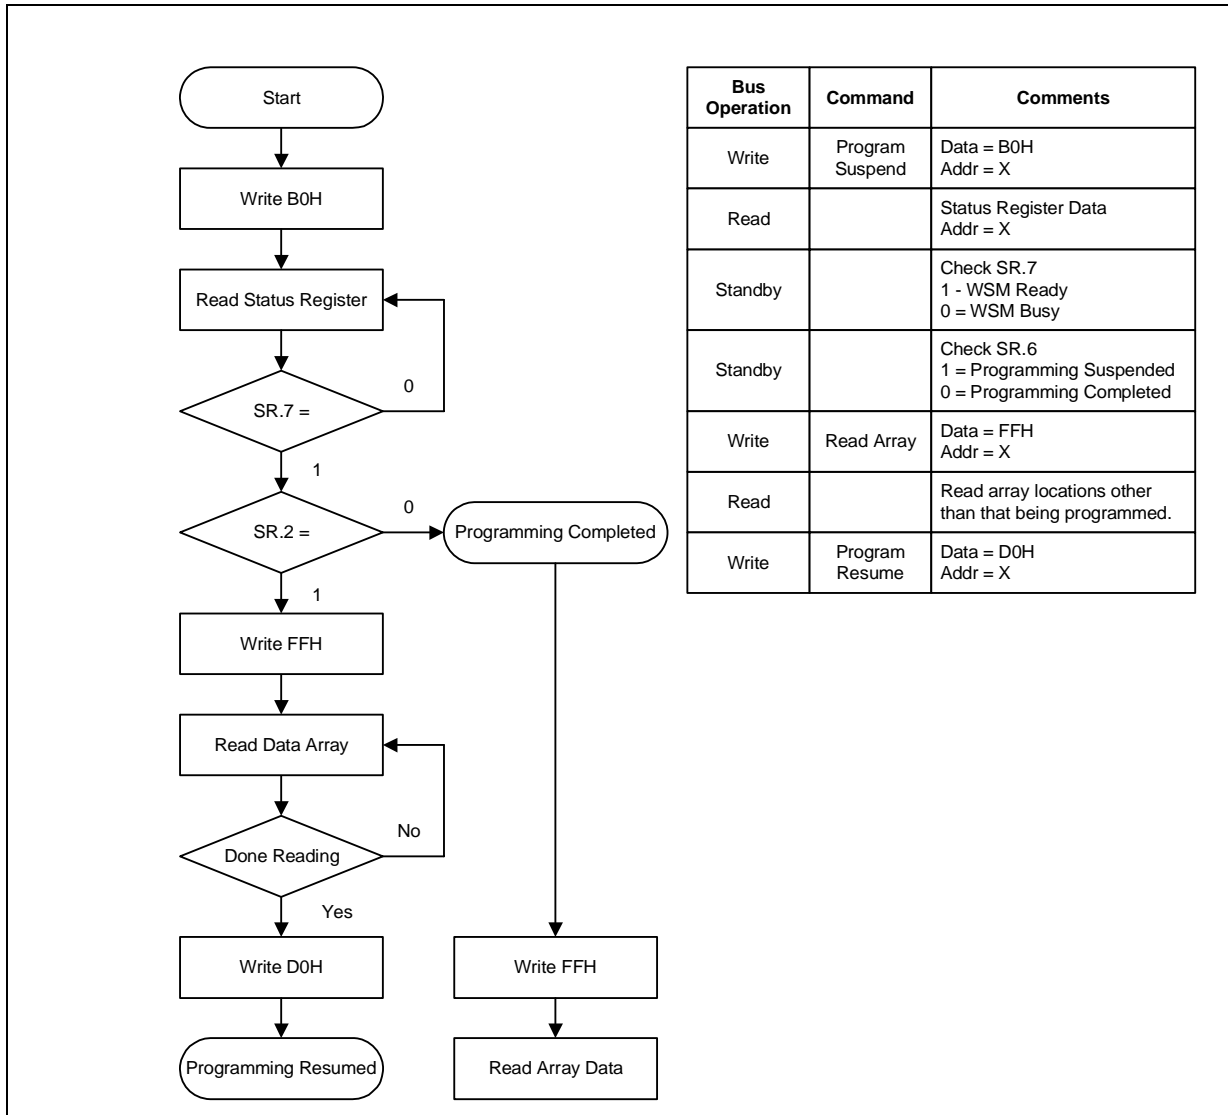 Start
Write B0H
Read Status Register
0
SR.7 =
1
0
SR.2 =
Programming Completed
1
Write FFH
Read Data Array
No
Done Reading
Yes
Write D0H
Write FFH
Programming Resumed
Read Array Data
Bus
Operation
Command
Comments
Write
Program
Suspend
Data = B0H
Addr = X
Read
Status Register Data
Addr = X
Standby
Check SR.7
1 - WSM Ready
0 = WSM Busy
Standby
Check SR.6
1 = Programming Suspended
0 = Programming Completed
Write
Read Array
Data = FFH
Addr = X
Read
Read array locations other
than that being programmed.
Write
Program
Resume
Data = D0H
Addr = X